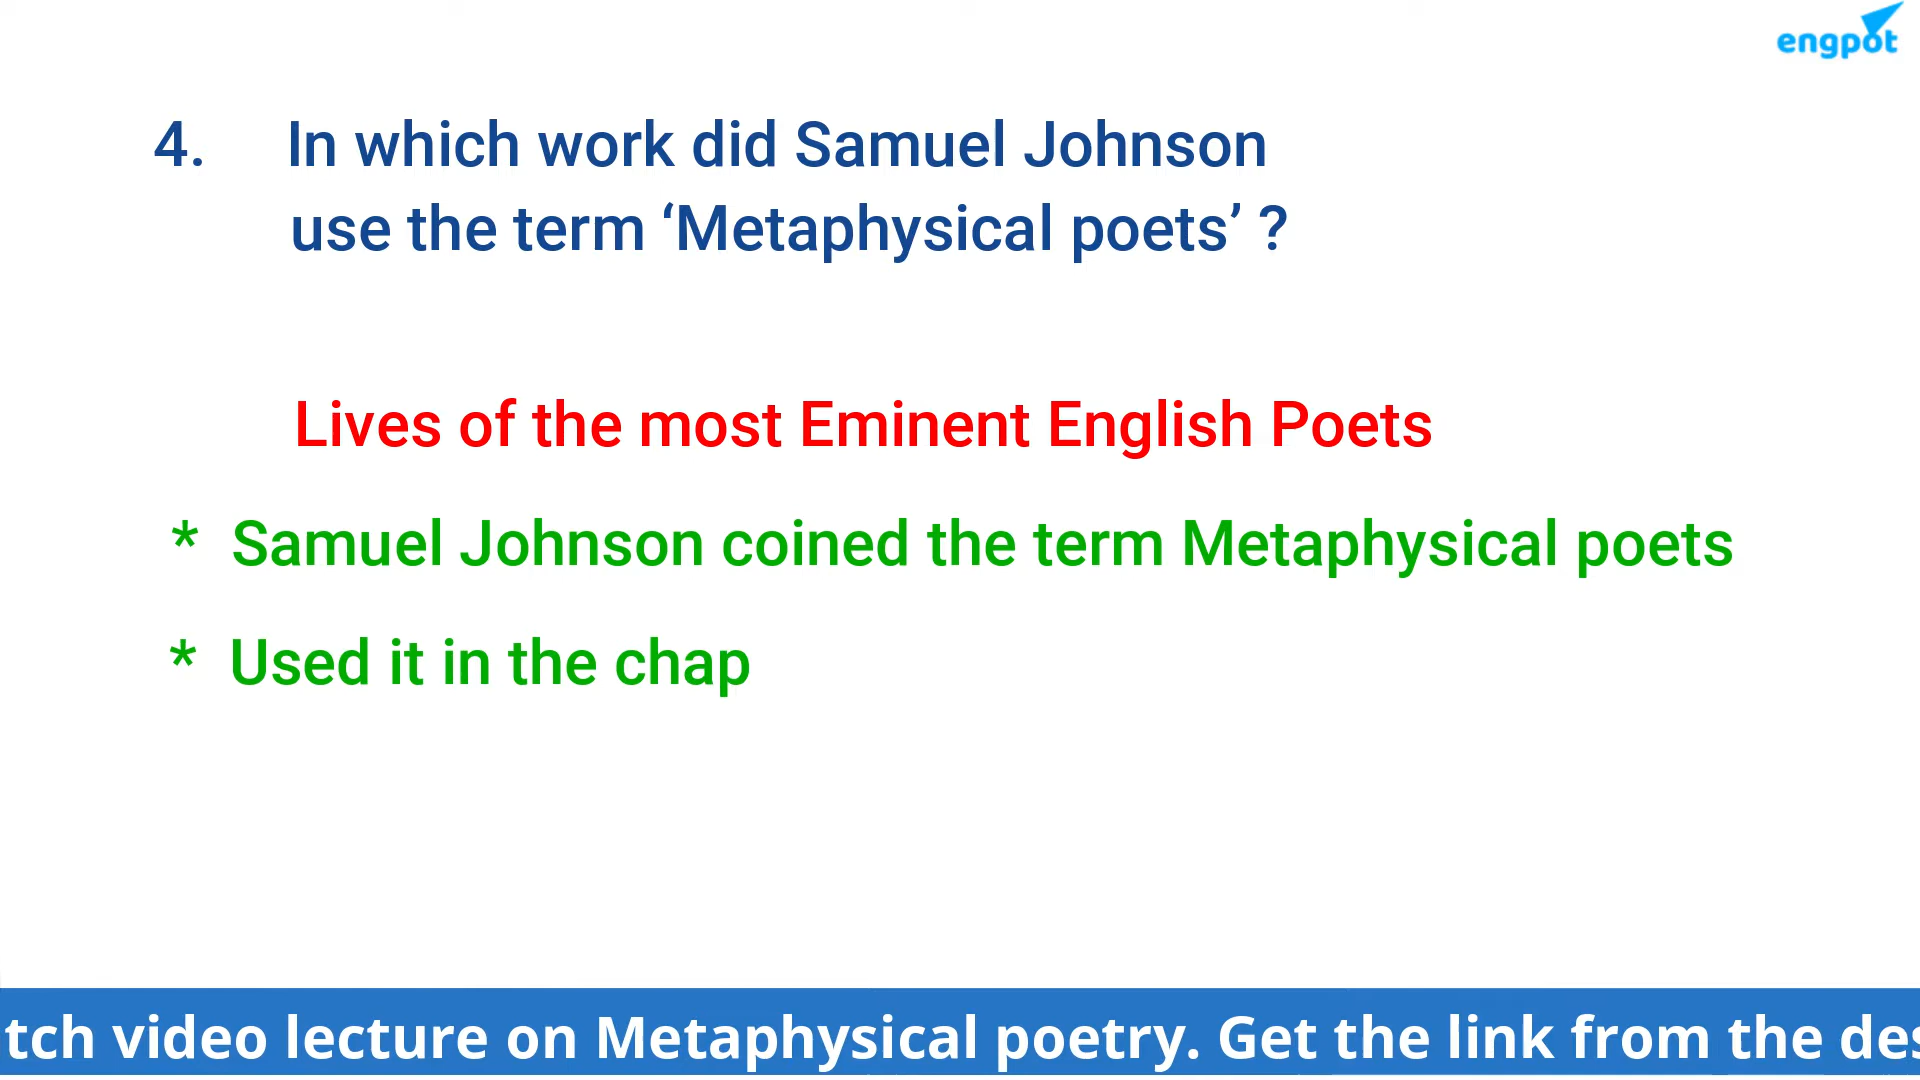 engpot
4. In which work did Samuel Johnson
use the term ‘Metaphysical poets’ ?
Lives of the most Eminent English Poets
* Samuel Johnson coined the term Metaphysical poets
* Used it in the chap
tch video lecture on Metaphysical poetry. Get the link from the des